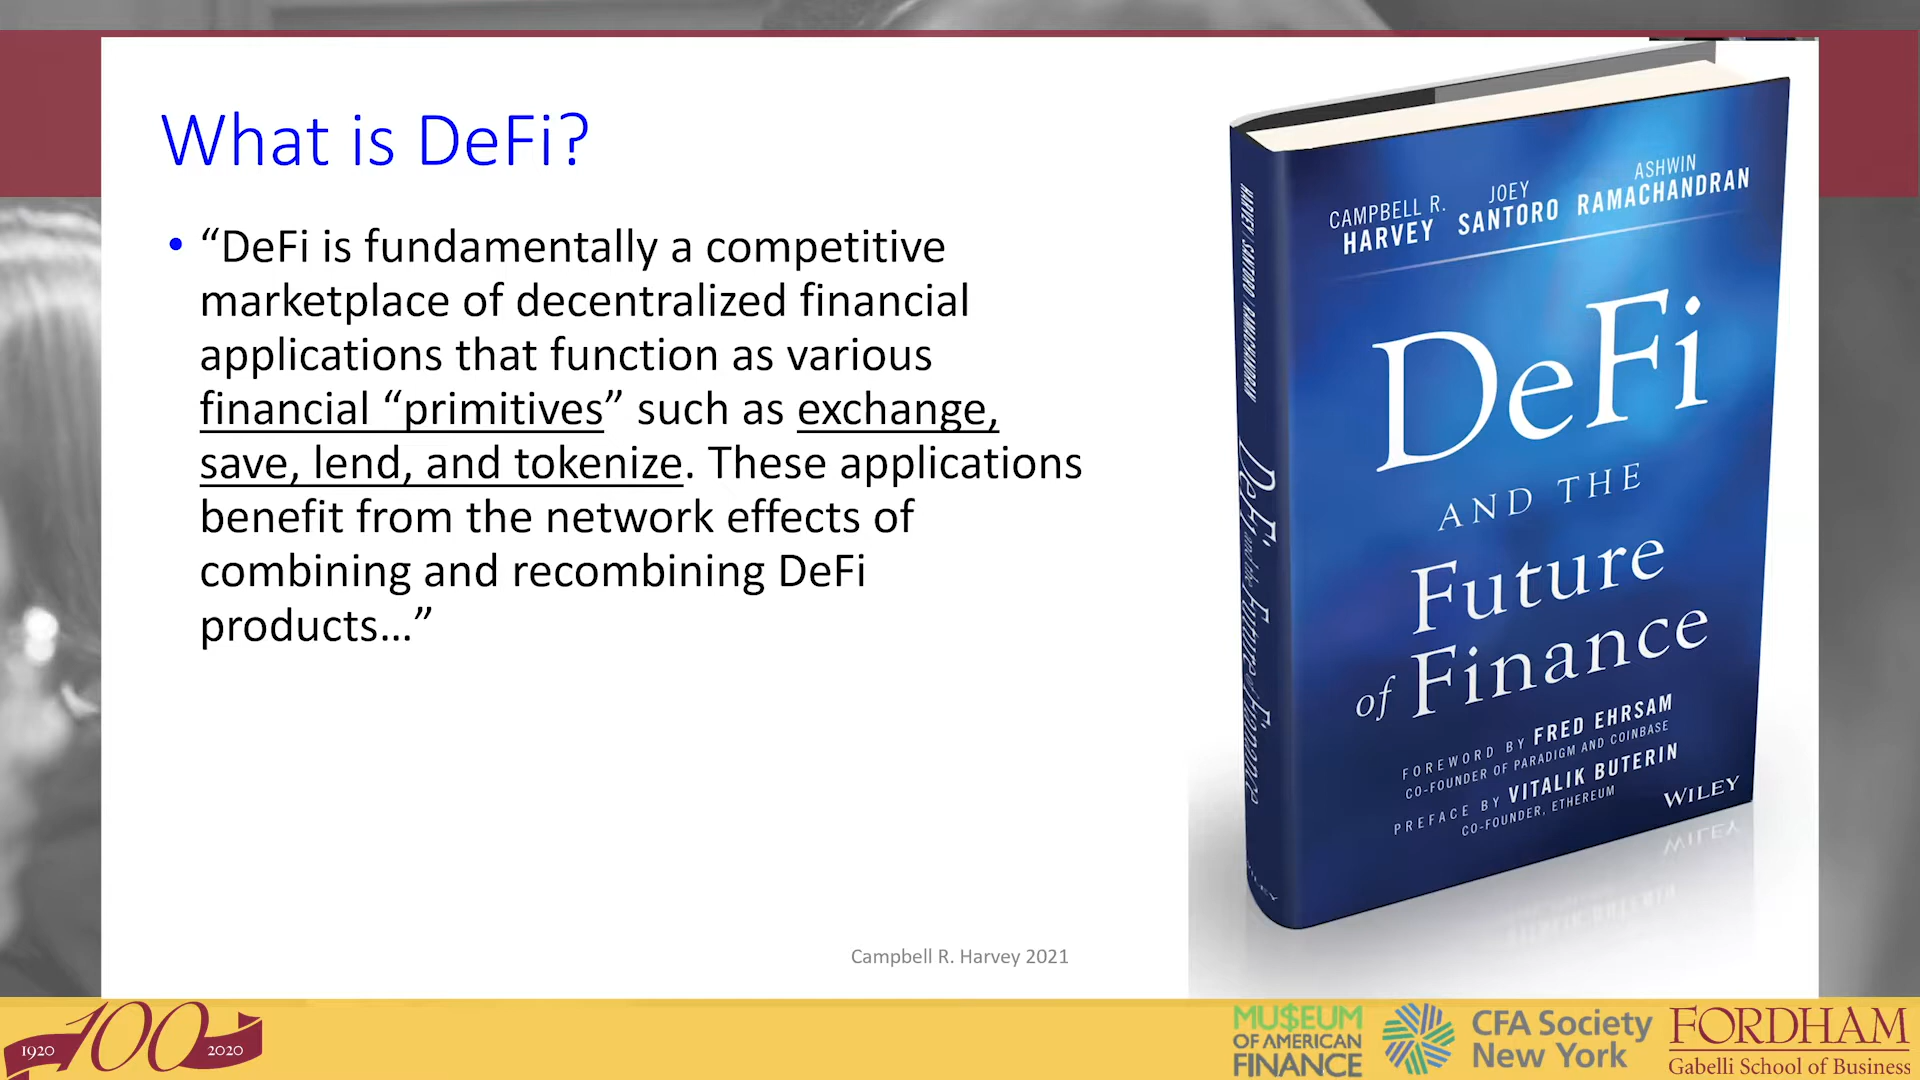 What is DeFi?
• “DeFi is fundamentally a competitive
marketplace of decentralized financial
applications that function as various
financial “primitives” such as exchange,
save, lend, and tokenize. These applications
benefit from the network effects of
combining and recombining DeFi
products…”
Campbell R. Harvey 2021
CAMPBELL R. HARVEY
JOEY SANTORO
ASHWIN RAMACHANDRAN
DeFi
AND THE
Future
of Finance
FOREWORD BY FRED EHRSAM
CO-FOUNDER OF PARADIGM AND COINBASE
PREFACE BY VITALIK BUTERIN
CO-FOUNDER, ETHEREUM
WILEY
HARVEY SANTORO RAMACHANDRAN
DeFi and the Future of Finance
WILEY
1920 100 2020
MU$EUM
OF AMERICAN
FINANCE
CFA Society
New York
FORDHAM
Gabelli School of Business